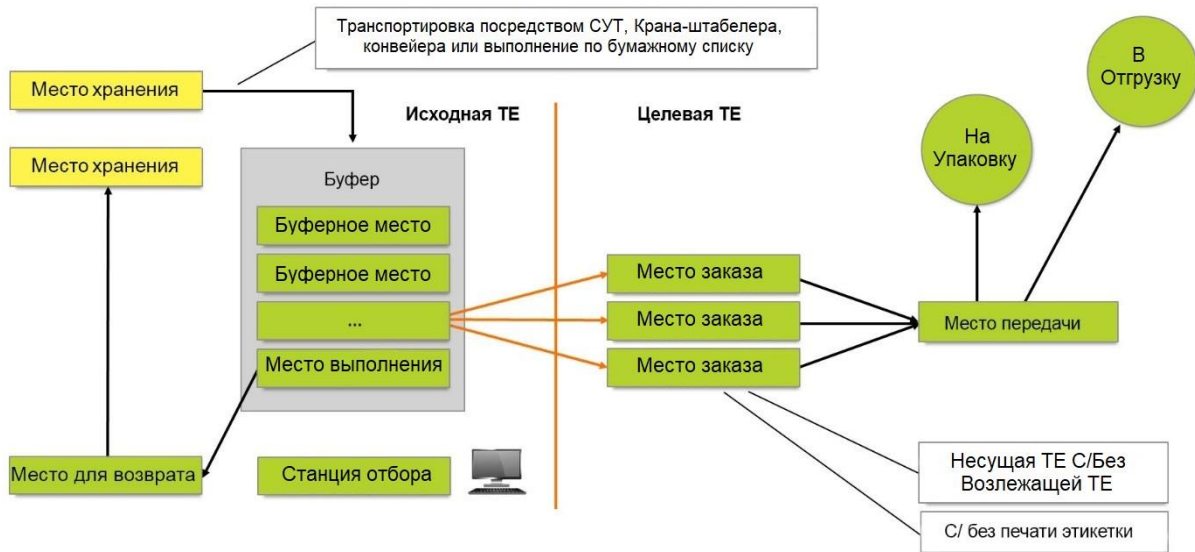 Транспортировка посредством СУТ, Крана-штабелера,
конвейера или выполнение по бумажному списку
В
Отгрузку
Место хранения
Исходная ТЕ
Целевая ТЕ
На
Упаковку
Место хранения
Буфер
Буферное место
Буферное место
...
Место выполнения
Место заказа
Место заказа
Место заказа
Место передачи
Место для возврата
Станция отбора
Несущая ТЕ С/Без
Возлежащей ТЕ
С/ без печати этикетки